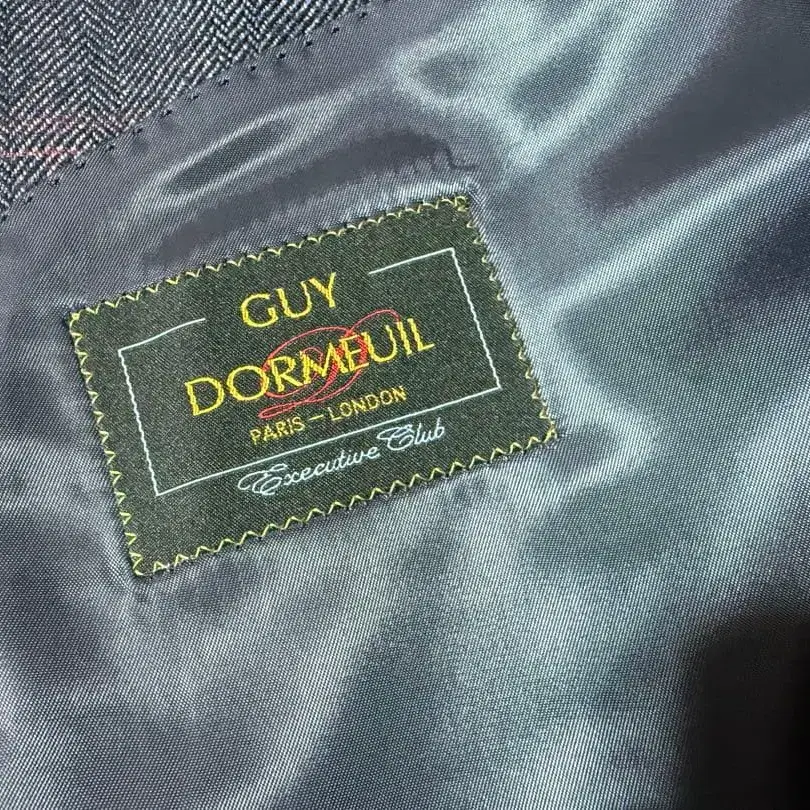 GUY
DORMEUIL
PARIS – LONDON
Executive Club